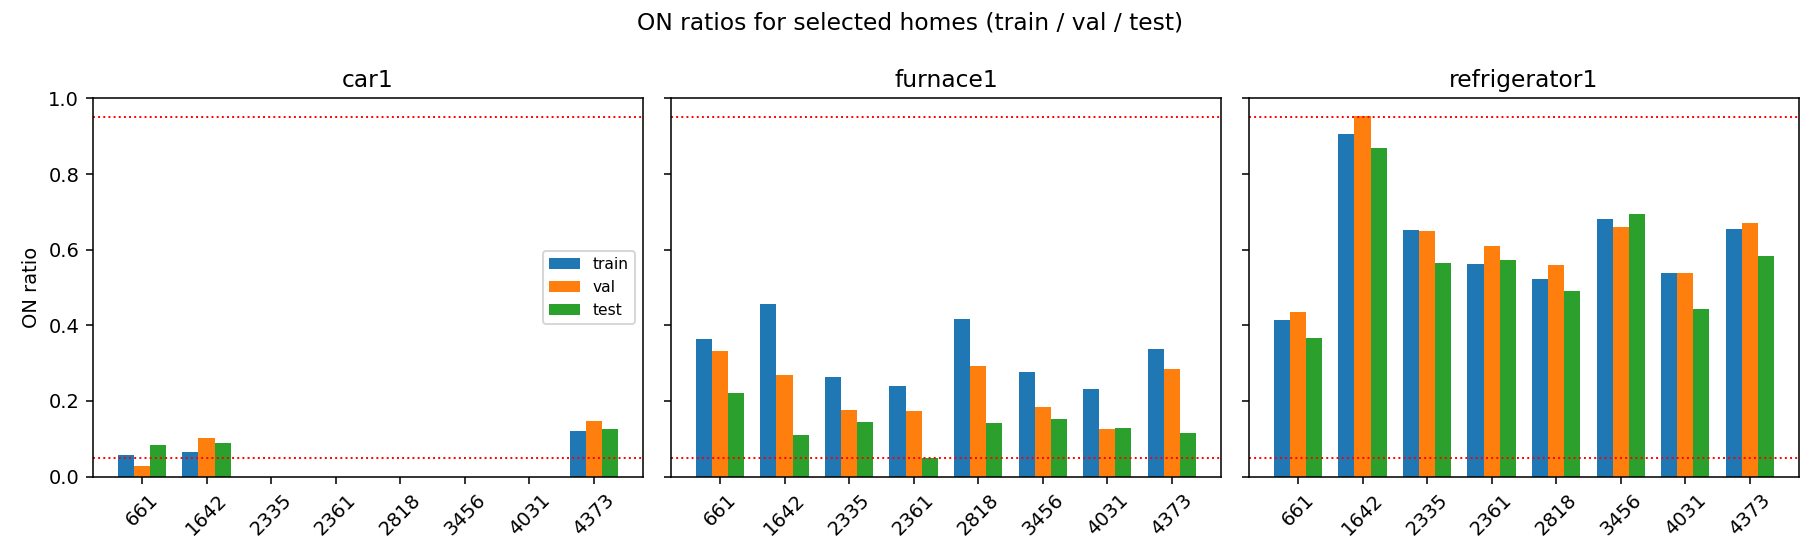 ON ratios for selected homes (train / val / test)
car1
furnace1
refrigerator1
ON ratio
1.0
0.8
0.6
0.4
0.2
0.0
train
val
test
661 1642 2335 2361 2818 3456 4031 4373
661 1642 2335 2361 2818 3456 4031 4373
661 1642 2335 2361 2818 3456 4031 4373